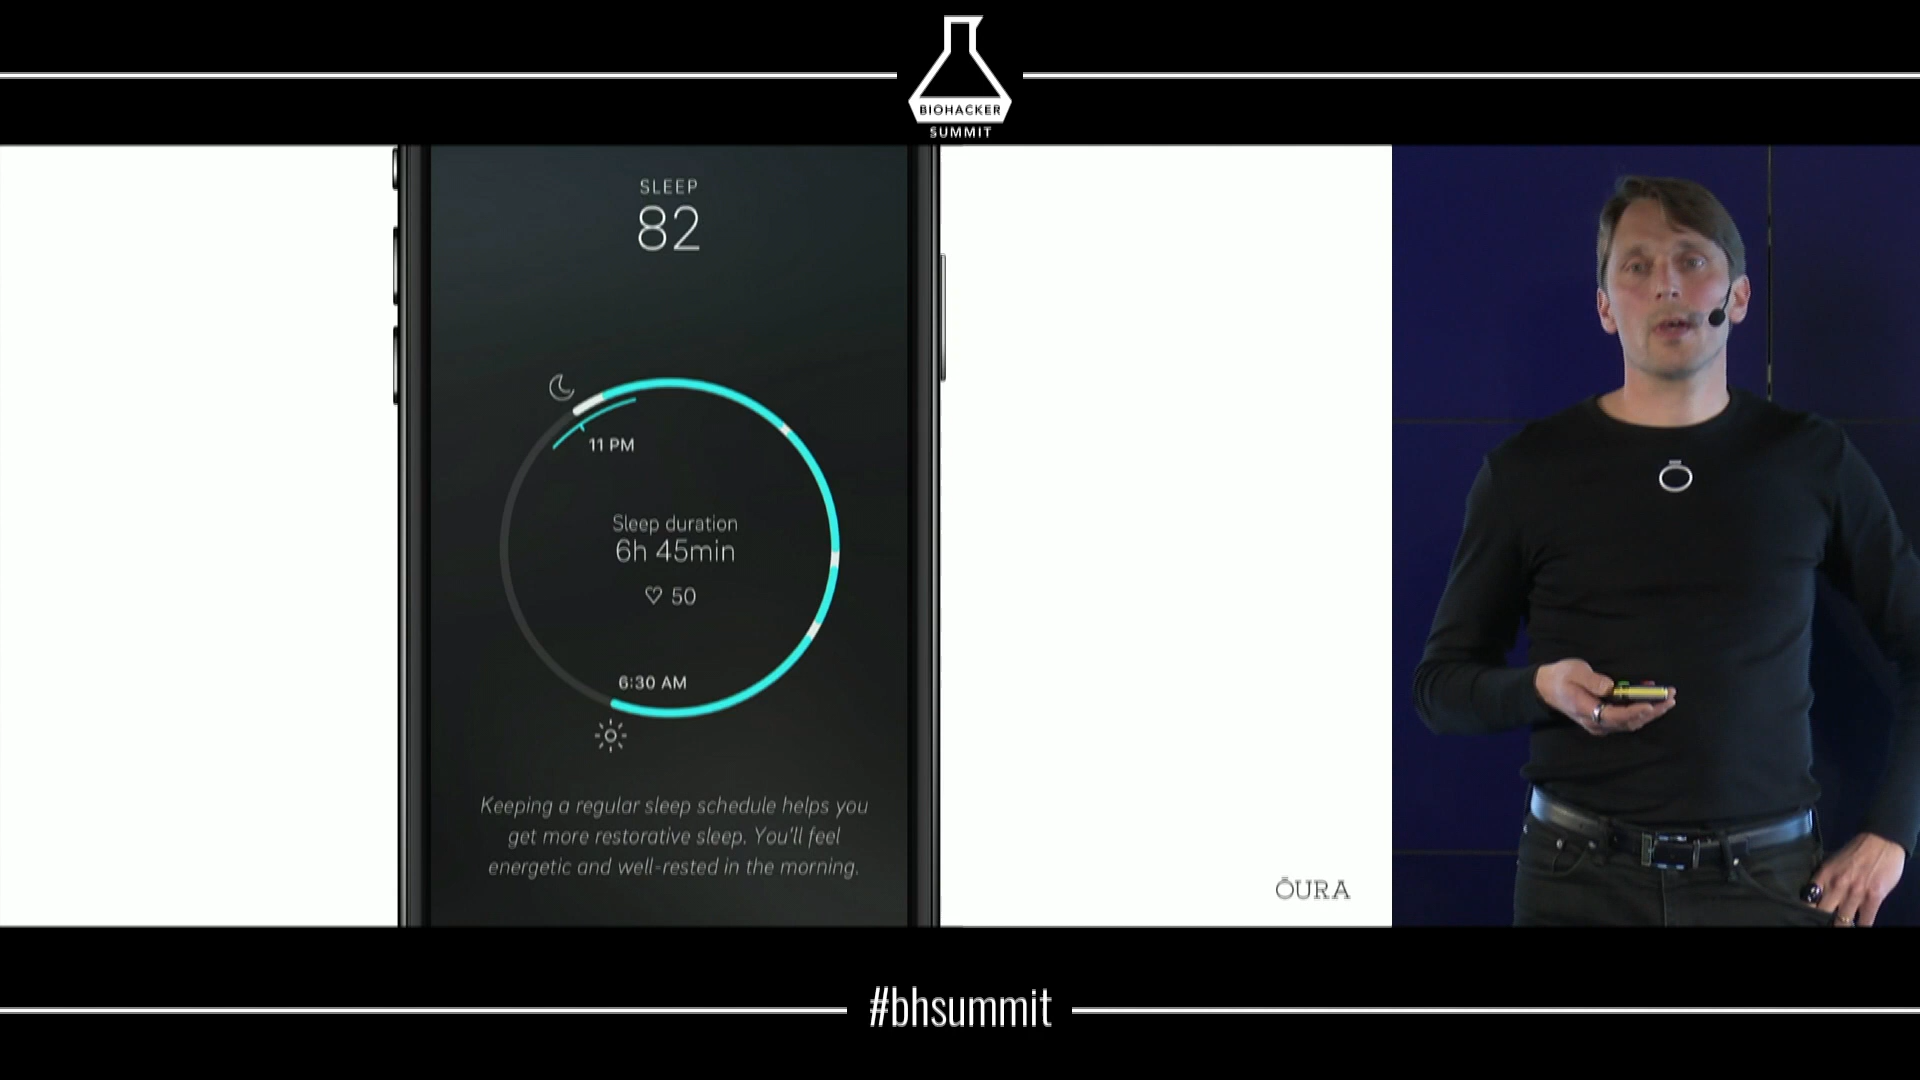 BIOHACKER
SUMMIT
SLEEP
82
11 PM
Sleep duration
6h 45min
♡ 50
6:30 AM
Keeping a regular sleep schedule helps you
get more restorative sleep. You'll feel
energetic and well-rested in the morning.
ŌURA
#bhsummit